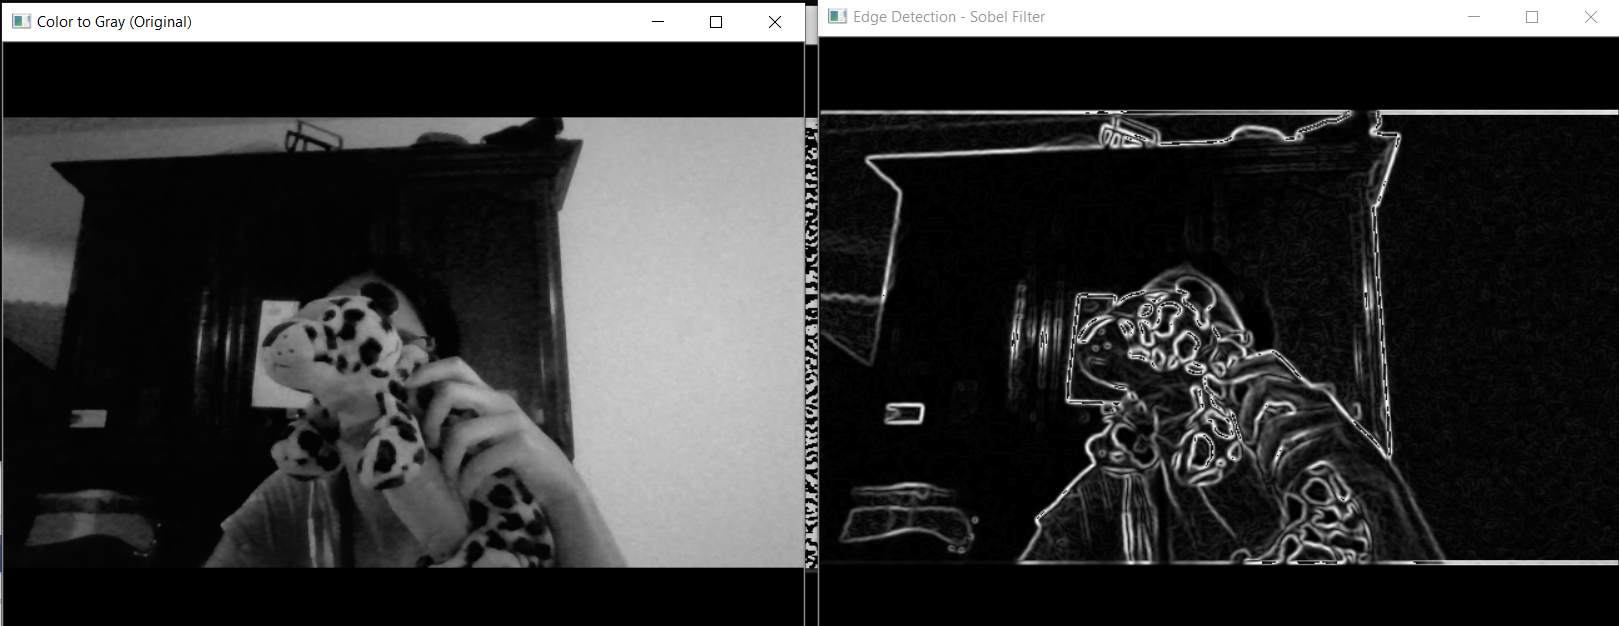 Color to Gray (Original)
Edge Detection - Sobel Filter